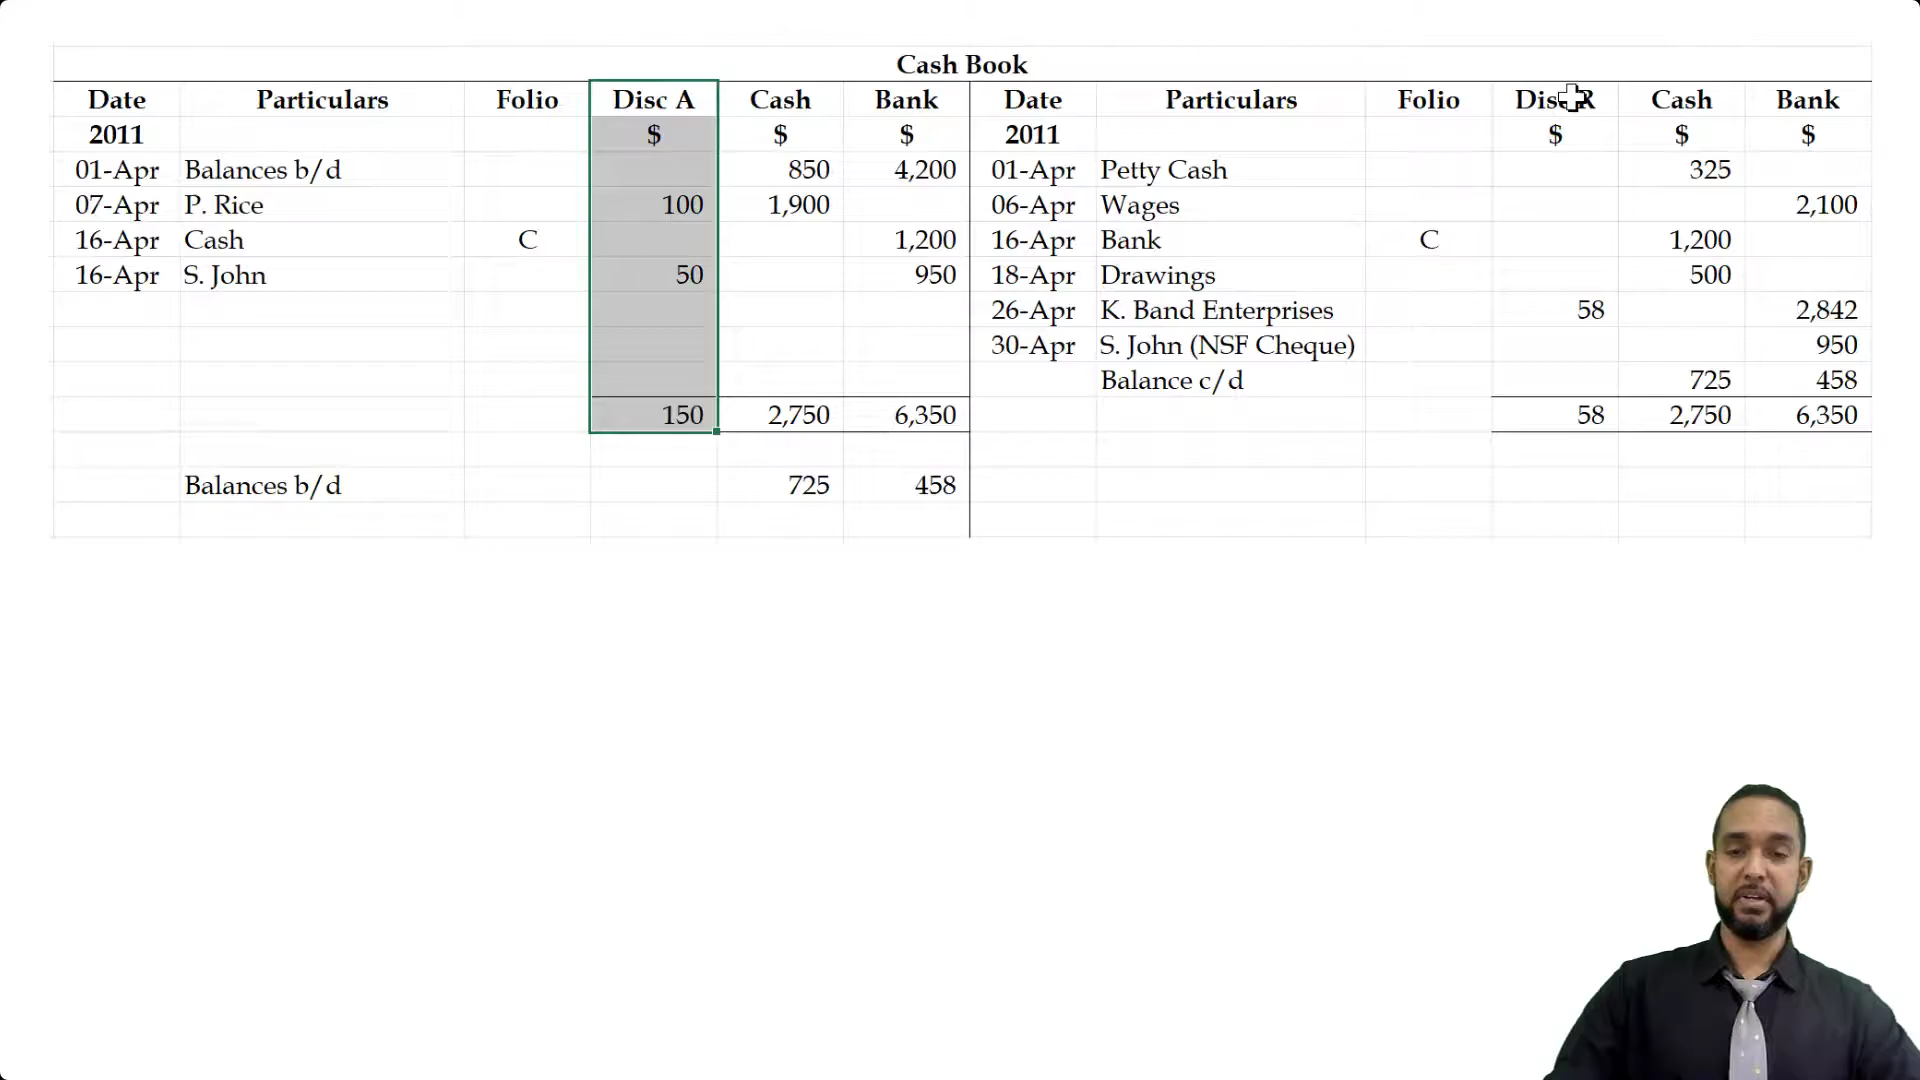 Cash Book
Date Particulars Folio Disc A Cash Bank Date Particulars Folio Disc R Cash Bank
2011 $ $ $ 2011 $ $ $
01-Apr Balances b/d 850 4,200 01-Apr Petty Cash 325
07-Apr P. Rice 100 1,900 06-Apr Wages 2,100
16-Apr Cash C 1,200 16-Apr Bank C 1,200
16-Apr S. John 50 950 18-Apr Drawings 500
26-Apr K. Band Enterprises 58 2,842
30-Apr S. John (NSF Cheque) 950
Balance c/d 725 458
150 2,750 6,350 58 2,750 6,350
Balances b/d 725 458